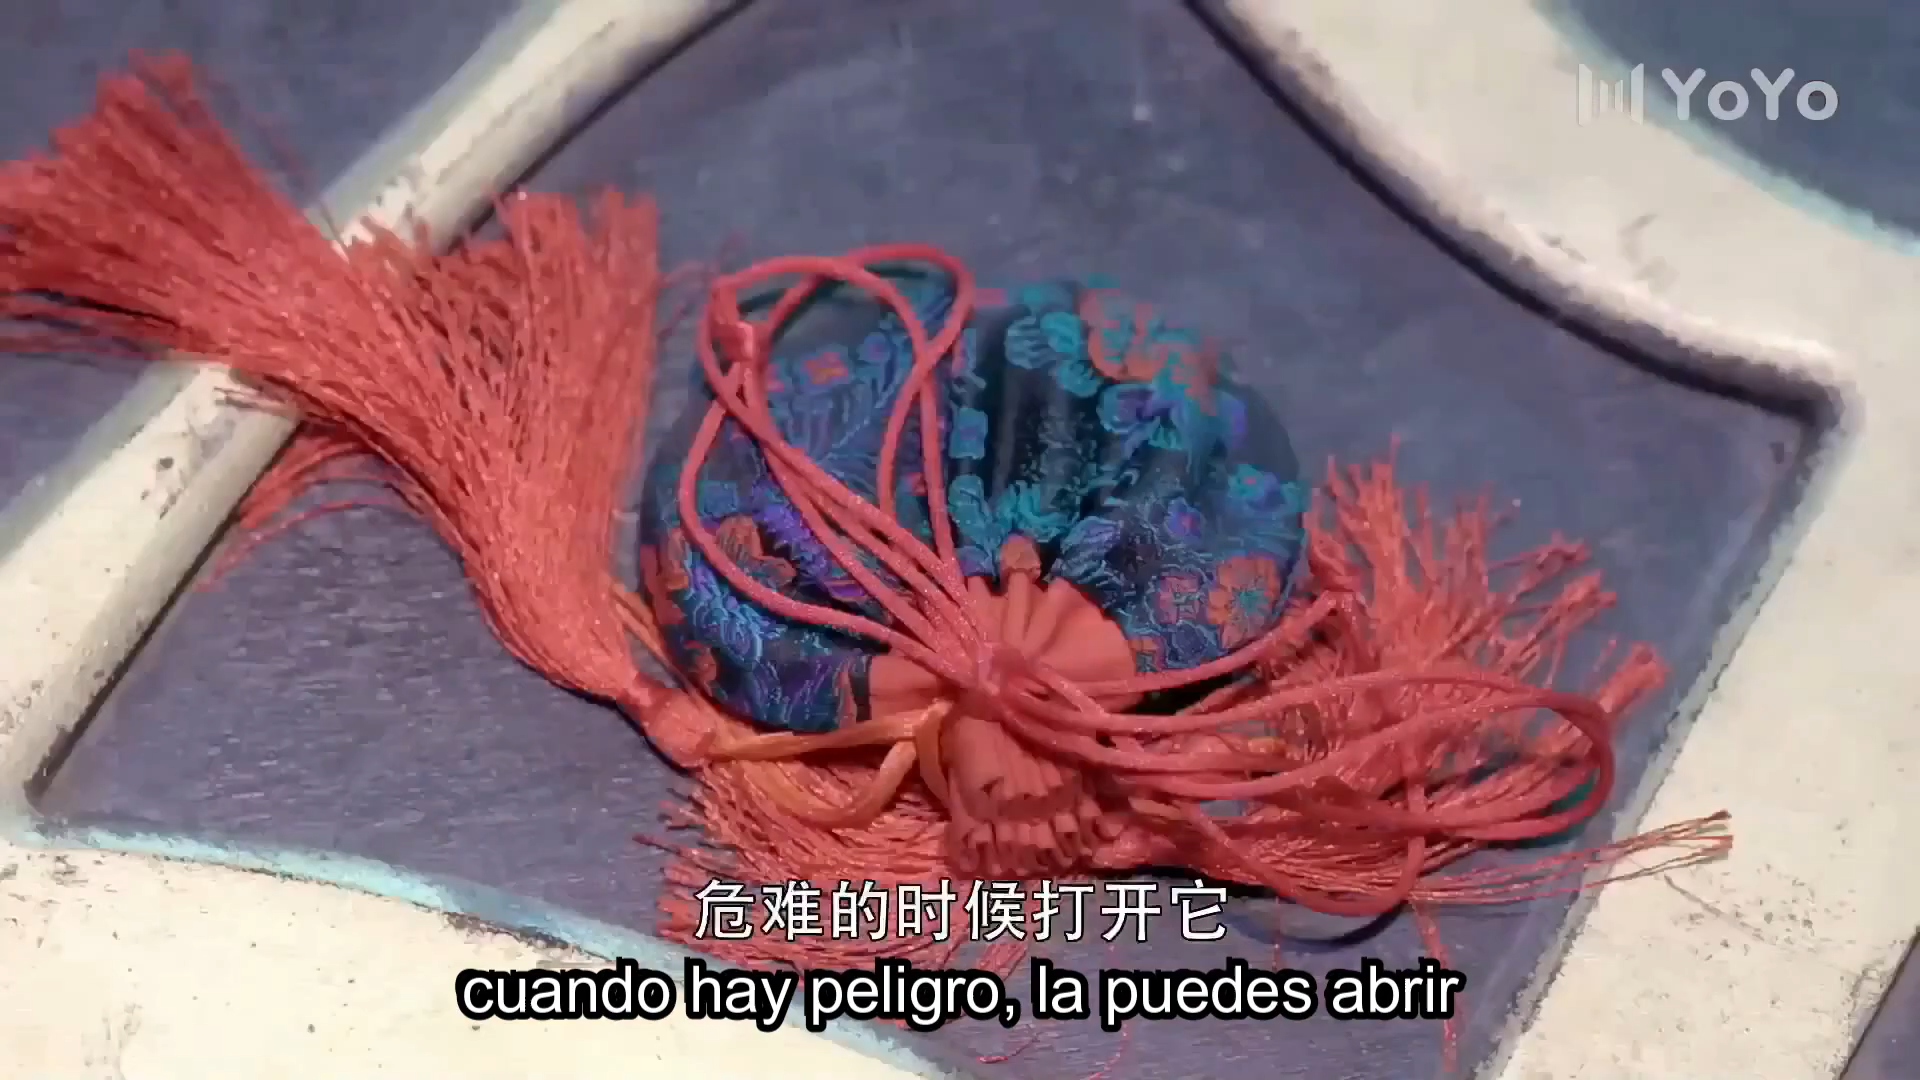 YoYo
危难的时候打开它
cuando hay peligro, la puedes abrir